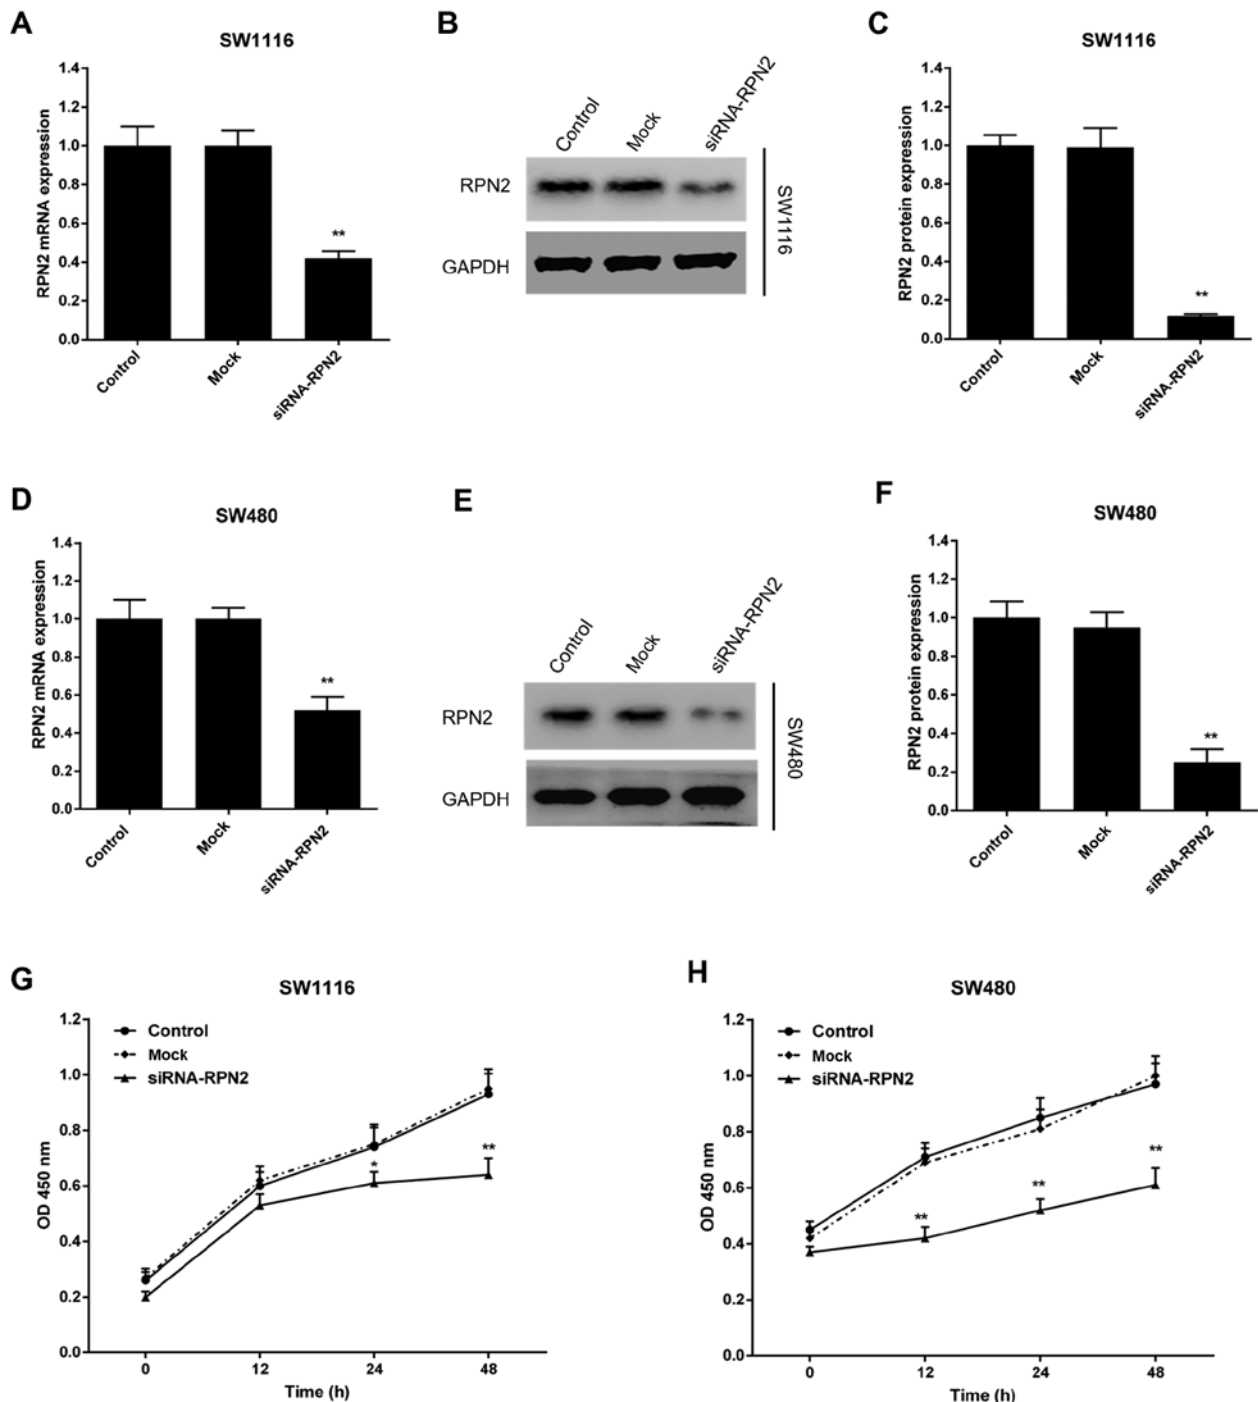 A
SW1116
RPN2 mRNA expression
1.4
1.2
1.0
0.8
0.6
0.4
0.2
0.0
**
Control
Mock
siRNA-RPN2
B
Control
Mock
siRNA-RPN2
RPN2
GAPDH
SW1116
C
SW1116
RPN2 protein expression
1.4
1.2
1.0
0.8
0.6
0.4
0.2
0.0
**
Control
Mock
siRNA-RPN2
D
SW480
RPN2 mRNA expression
1.4
1.2
1.0
0.8
0.6
0.4
0.2
0.0
**
Control
Mock
siRNA-RPN2
E
Control
Mock
siRNA-RPN2
RPN2
GAPDH
SW480
F
SW480
RPN2 protein expression
1.4
1.2
1.0
0.8
0.6
0.4
0.2
0.0
**
Control
Mock
siRNA-RPN2
G
SW1116
OD 450 nm
1.2
1.0
0.8
0.6
0.4
0.2
0.0
Control
Mock
siRNA-RPN2
*
**
0 12 24 48
Time (h)
H
SW480
OD 450 nm
1.2
1.0
0.8
0.6
0.4
0.2
0.0
Control
Mock
siRNA-RPN2
**
**
**
0 12 24 48
Time (h)